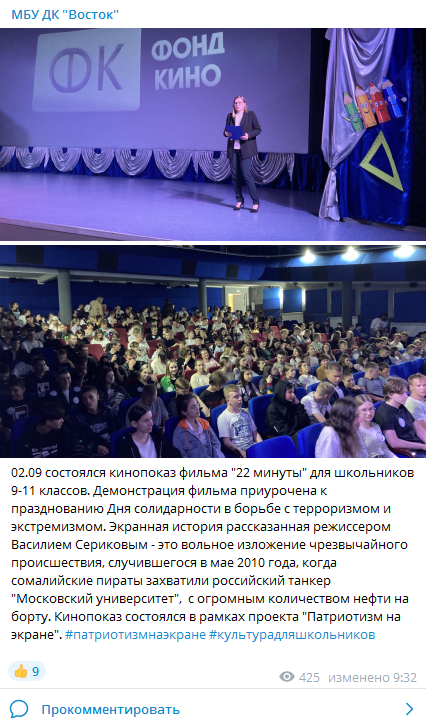 МБУ ДК "Восток"
ФК
ФОНД
КИНО
02.09 состоялся кинопоказ фильма "22 минуты" для школьников
9-11 классов. Демонстрация фильма приурочена к
празднованию Дня солидарности в борьбе с терроризмом и
экстремизмом. Экранная история рассказанная режиссером
Василием Сериковым - это вольное изложение чрезвычайного
происшествия, случившегося в мае 2010 года, когда
сомалийские пираты захватили российский танкер
"Московский университет",  с огромным количеством нефти на
борту. Кинопоказ состоялся в рамках проекта "Патриотизм на
экране". #патриотизмнаэкране #культурадляшкольников
👍 9
425 изменено 9:32
Прокомментировать